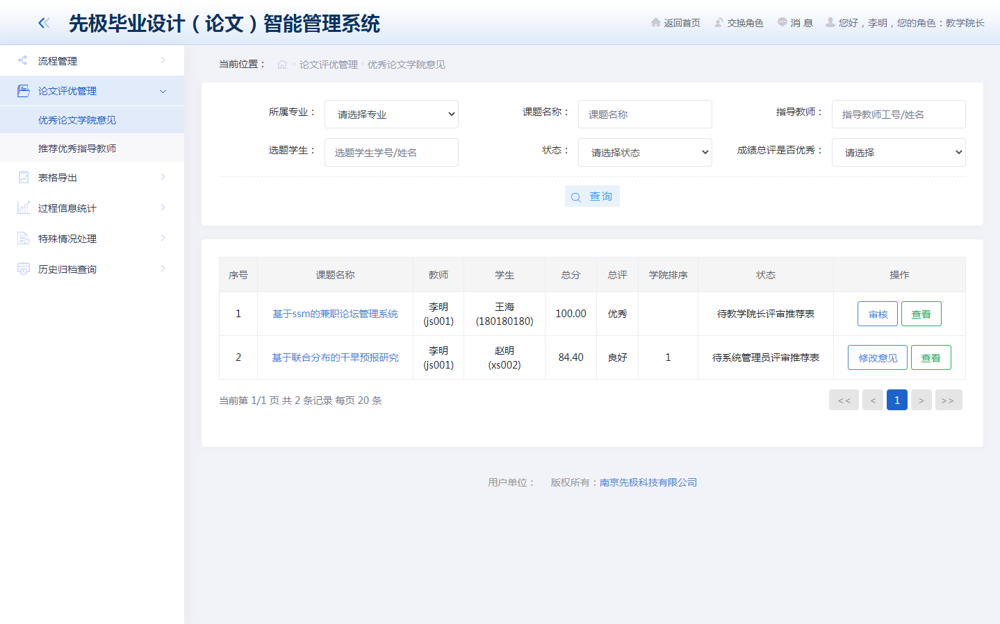 先极毕业设计（论文）智能管理系统
返回首页 交换角色 消 息 您好，李明，您的角色：教学院长
流程管理
论文评优管理
优秀论文学院意见
推荐优秀指导教师
表格导出
过程信息统计
特殊情况处理
历史归档查询
当前位置： 论文评优管理 优秀论文学院意见
所属专业： 请选择专业 课题名称： 课题名称 指导教师： 指导教师工号/姓名
选题学生： 选题学生学号/姓名 状态： 请选择状态 成绩总评是否优秀： 请选择
查询
序号 课题名称 教师 学生 总分 总评 学院排序 状态 操作
1 基于ssm的兼职论坛管理系统 李明 (js001) 王海 (180180180) 100.00 优秀 待教学院长评审推荐表 审核 查看
2 基于联合分布的干旱预报研究 李明 (js001) 赵明 (xs002) 84.40 良好 1 待系统管理员评审推荐表 修改意见 查看
当前第 1/1 页 共 2 条记录 每页 20 条 << < 1 > >>
用户单位： 版权所有：南京先极科技有限公司